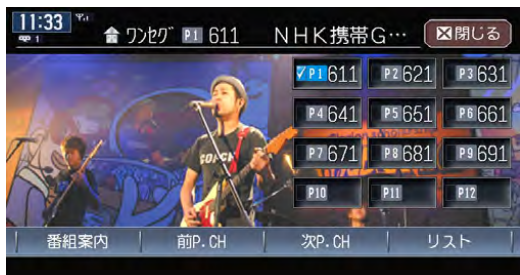 11:33
1 ワンセグ P1 611 NHK携帯G… ☒閉じる
✓P1 611 P2 621 P3 631
P4 641 P5 651 P6 661
P7 671 P8 681 P9 691
P10 P11 P12
COACH
番組案内 前P.CH 次P.CH リスト